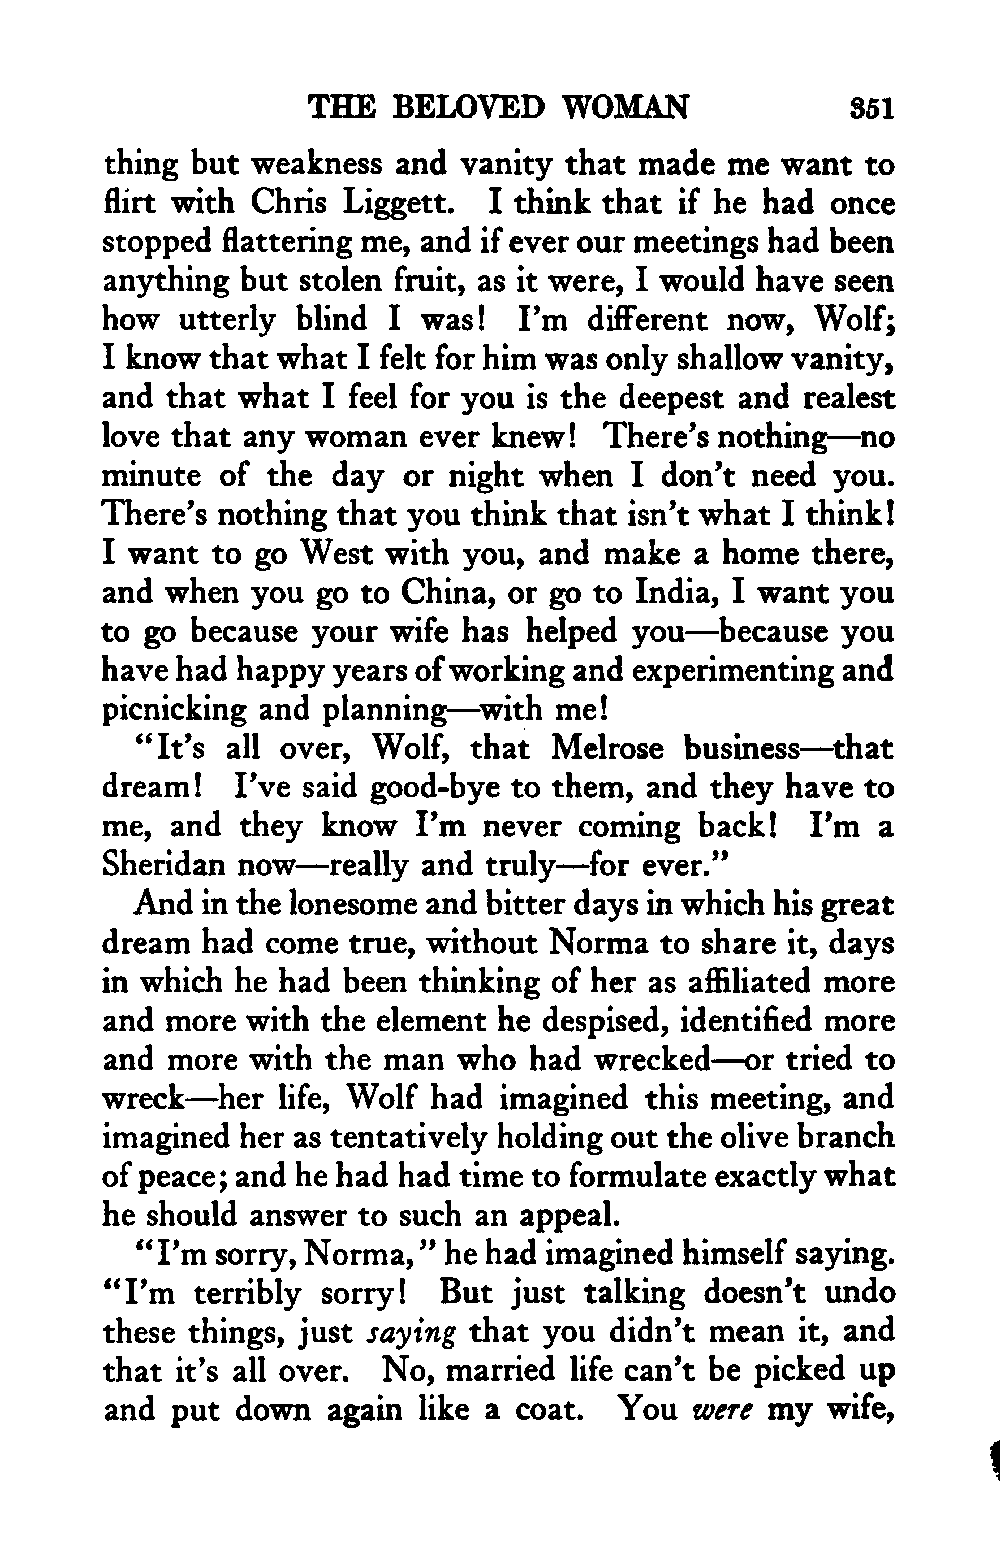 THE BELOVED WOMAN 351
thing but weakness and vanity that made me want to
flirt with Chris Liggett. I think that if he had once
stopped flattering me, and if ever our meetings had been
anything but stolen fruit, as it were, I would have seen
how utterly blind I was! I'm different now, Wolf;
I know that what I felt for him was only shallow vanity,
and that what I feel for you is the deepest and realest
love that any woman ever knew! There's nothing—no
minute of the day or night when I don't need you.
There's nothing that you think that isn't what I think!
I want to go West with you, and make a home there,
and when you go to China, or go to India, I want you
to go because your wife has helped you—because you
have had happy years of working and experimenting and
picnicking and planning—with me!
"It's all over, Wolf, that Melrose business—that
dream! I've said good-bye to them, and they have to
me, and they know I'm never coming back! I'm a
Sheridan now—really and truly—for ever."
And in the lonesome and bitter days in which his great
dream had come true, without Norma to share it, days
in which he had been thinking of her as affiliated more
and more with the element he despised, identified more
and more with the man who had wrecked—or tried to
wreck—her life, Wolf had imagined this meeting, and
imagined her as tentatively holding out the olive branch
of peace; and he had had time to formulate exactly what
he should answer to such an appeal.
"I'm sorry, Norma," he had imagined himself saying.
"I'm terribly sorry! But just talking doesn't undo
these things, just saying that you didn't mean it, and
that it's all over. No, married life can't be picked up
and put down again like a coat. You were my wife,